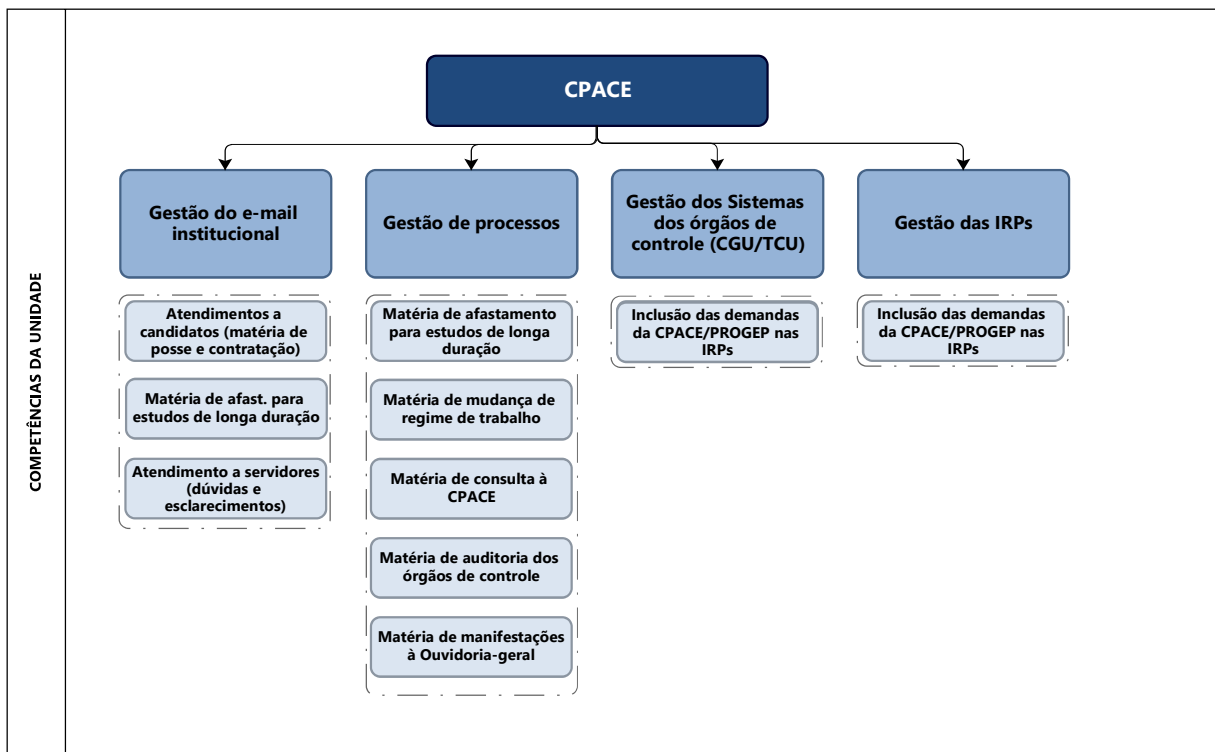 COMPETÊNCIAS DA UNIDADE
CPACE
Gestão do e-mail
institucional
Gestão de processos
Gestão dos Sistemas
dos órgãos de
controle (CGU/TCU)
Gestão das IRPs
Atendimentos a
candidatos (matéria de
posse e contratação)
Matéria de afast. para
estudos de longa duração
Atendimento a servidores
(dúvidas e
esclarecimentos)
Matéria de afastamento
para estudos de longa
duração
Matéria de mudança de
regime de trabalho
Matéria de consulta à
CPACE
Matéria de auditoria dos
órgãos de controle
Matéria de manifestações
à Ouvidoria-geral
Inclusão das demandas
da CPACE/PROGEP nas
IRPs
Inclusão das demandas
da CPACE/PROGEP nas
IRPs